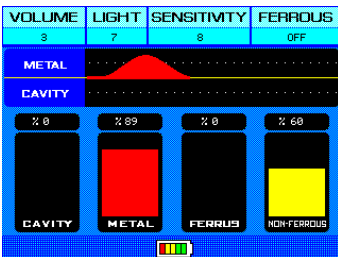 VOLUME LIGHT SENSITIVITY FERROUS
3 7 8 OFF
METAL
CAVITY
% 0 % 89 % 0 % 60
CAVITY METAL FERRUS NON-FERROUS